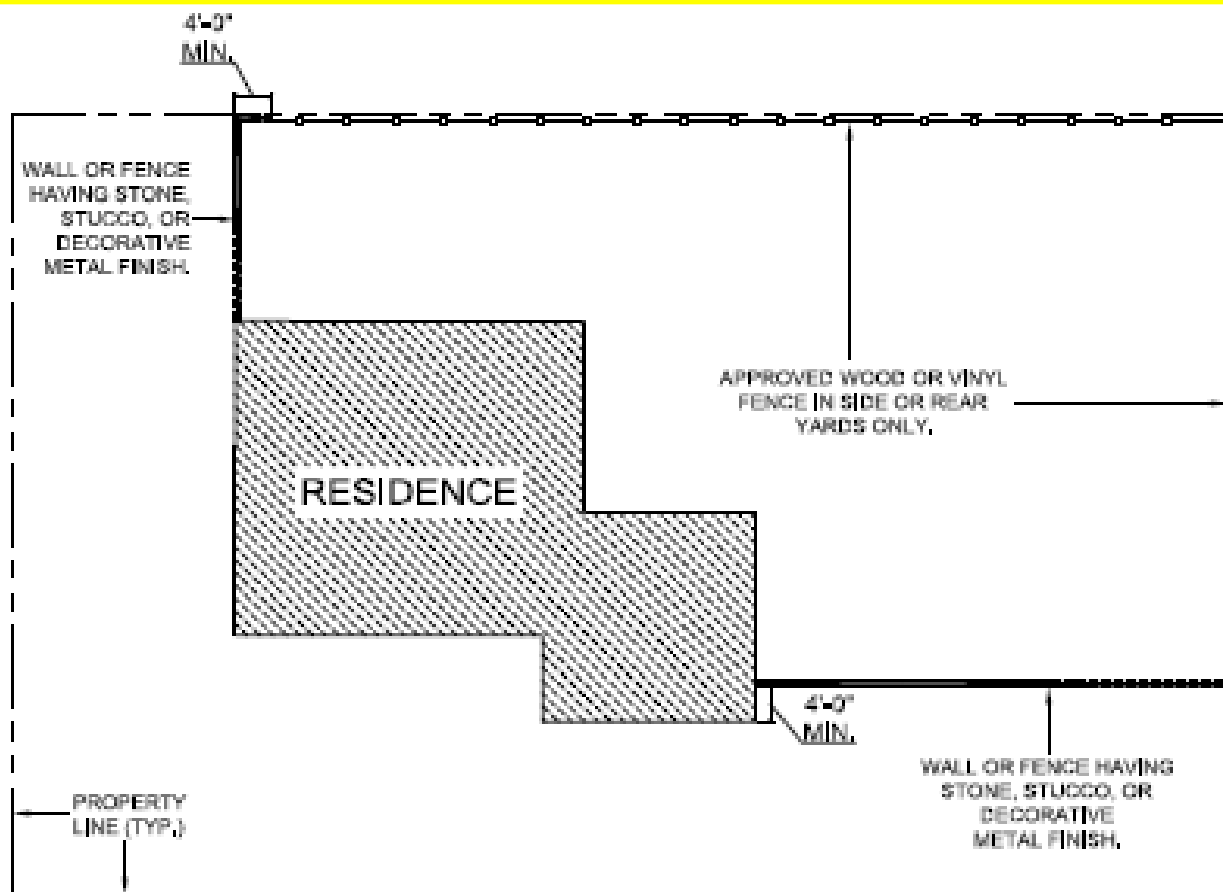 4'-0"
MIN.
WALL OR FENCE
HAVING STONE,
STUCCO, OR
DECORATIVE
METAL FINISH.
APPROVED WOOD OR VINYL
FENCE IN SIDE OR REAR
YARDS ONLY.
RESIDENCE
4'-0"
MIN.
WALL OR FENCE HAVING
STONE, STUCCO, OR
DECORATIVE
METAL FINISH.
PROPERTY
LINE (TYP.)